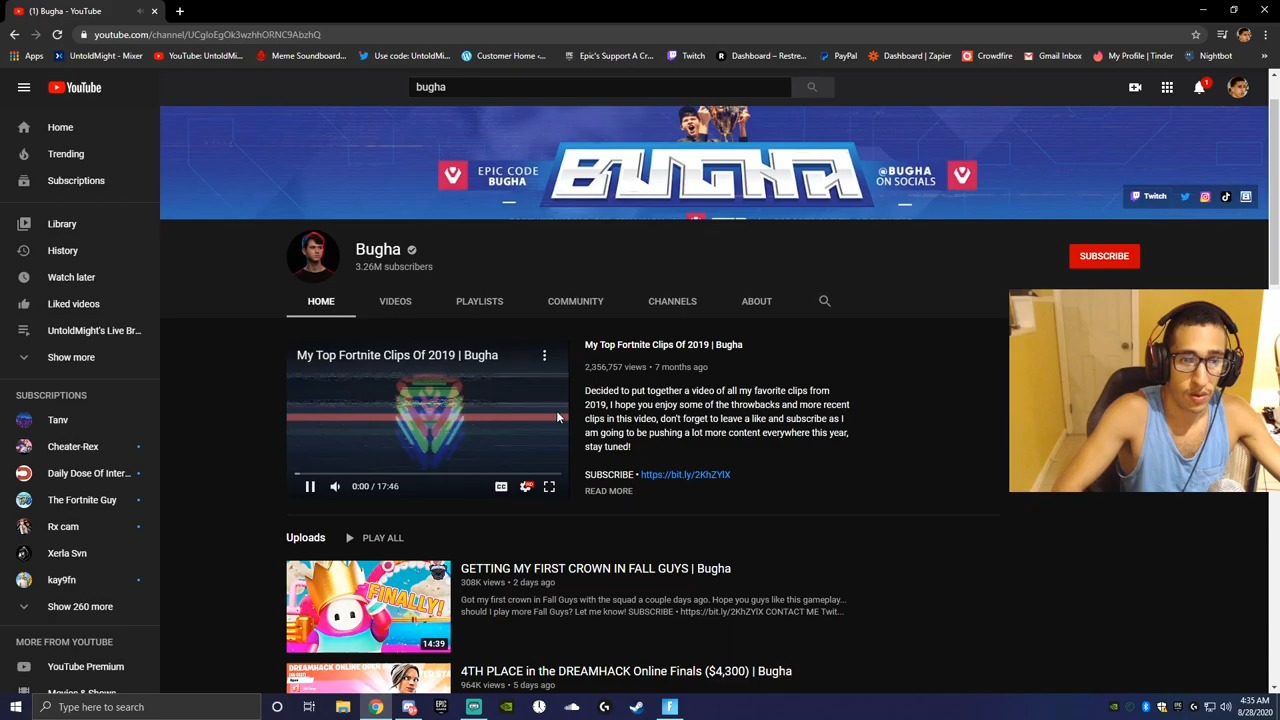 (1) Bugha - YouTube
youtube.com/channel/UCgIoEgOk3wzhhORNC9AbzhQ
Apps
UntoldMight - Mixer
YouTube: UntoldMi...
Meme Soundboard...
Use code: UntoldMi...
Customer Home - C...
Epic's Support A Cr...
Twitch
Dashboard – Restre...
PayPal
Dashboard | Zapier
Crowdfire
Gmail Inbox
My Profile | Tinder
Nightbot
YouTube
bugha
1
Home
Trending
Subscriptions
Library
History
Watch later
Liked videos
UntoldMight's Live Br...
Show more
SUBSCRIPTIONS
Tanv
Cheater-Rex
Daily Dose Of Inter...
The Fortnite Guy
Rx cam
Xerla Svn
kay9fn
Show 260 more
MORE FROM YOUTUBE
YouTube Premium
Movies & Shows
EPIC CODE
BUGHA
BUGHA
@BUGHA
ON SOCIALS
Twitch
Bugha
3.26M subscribers
SUBSCRIBE
HOME
VIDEOS
PLAYLISTS
COMMUNITY
CHANNELS
ABOUT
My Top Fortnite Clips Of 2019 | Bugha
0:00 / 17:46
CC
HD
My Top Fortnite Clips Of 2019 | Bugha
2,356,757 views • 7 months ago
Decided to put together a video of all my favorite clips from
2019, I hope you enjoy some of the throwbacks and more recent
clips in this video, don't forget to leave a like and subscribe as I
am going to be pushing a lot more content everywhere this year,
stay tuned!
SUBSCRIBE • https://bit.ly/2KhZYlX
READ MORE
Uploads
PLAY ALL
FINALLY!
14:39
GETTING MY FIRST CROWN IN FALL GUYS | Bugha
308K views • 2 days ago
Got my first crown in Fall Guys with the squad a couple days ago. Hope you guys like this gameplay...
should I play more Fall Guys? Let me know! SUBSCRIBE • https://bit.ly/2KhZYlX CONTACT ME Twit...
DREAMHACK ONLINE OPEN
4TH PLACE in the DREAMHACK Online Finals ($4,300) | Bugha
964K views • 5 days ago
Type here to search
4:35 AM
8/28/2020